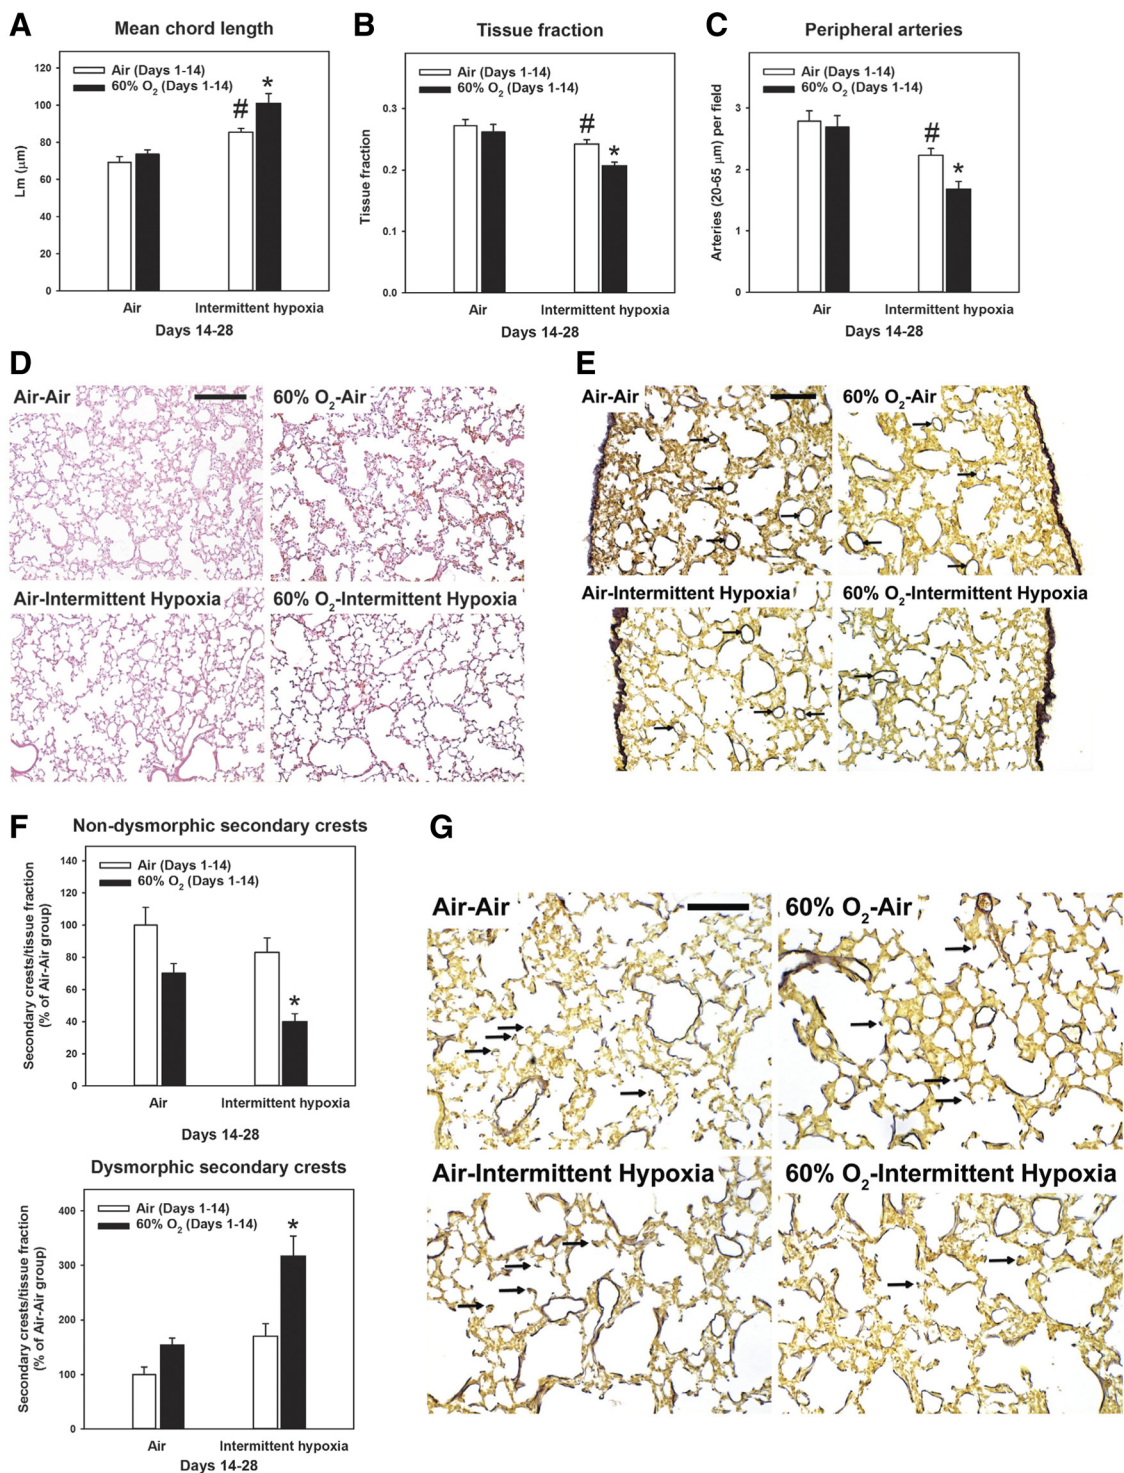 A
Mean chord length
Air (Days 1-14)
60% O2 (Days 1-14)
120
100
80
60
40
20
0
Lm (μm)
#
*
Air
Intermittent hypoxia
Days 14-28
B
Tissue fraction
Air (Days 1-14)
60% O2 (Days 1-14)
0.3
0.2
0.1
0.0
Tissue fraction
#
*
Air
Intermittent hypoxia
Days 14-28
C
Peripheral arteries
Air (Days 1-14)
60% O2 (Days 1-14)
3
2
1
0
Arteries (20-65 μm) per field
#
*
Air
Intermittent hypoxia
Days 14-28
D
Air-Air
60% O2-Air
Air-Intermittent Hypoxia
60% O2-Intermittent Hypoxia
E
Air-Air
60% O2-Air
Air-Intermittent Hypoxia
60% O2-Intermittent Hypoxia
F
Non-dysmorphic secondary crests
Air (Days 1-14)
60% O2 (Days 1-14)
140
120
100
80
60
40
20
0
Secondary crests/tissue fraction
(% of Air-Air group)
*
Air
Intermittent hypoxia
Days 14-28
Dysmorphic secondary crests
Air (Days 1-14)
60% O2 (Days 1-14)
400
300
200
100
0
Secondary crests/tissue fraction
(% of Air-Air group)
*
Air
Intermittent hypoxia
Days 14-28
G
Air-Air
60% O2-Air
Air-Intermittent Hypoxia
60% O2-Intermittent Hypoxia